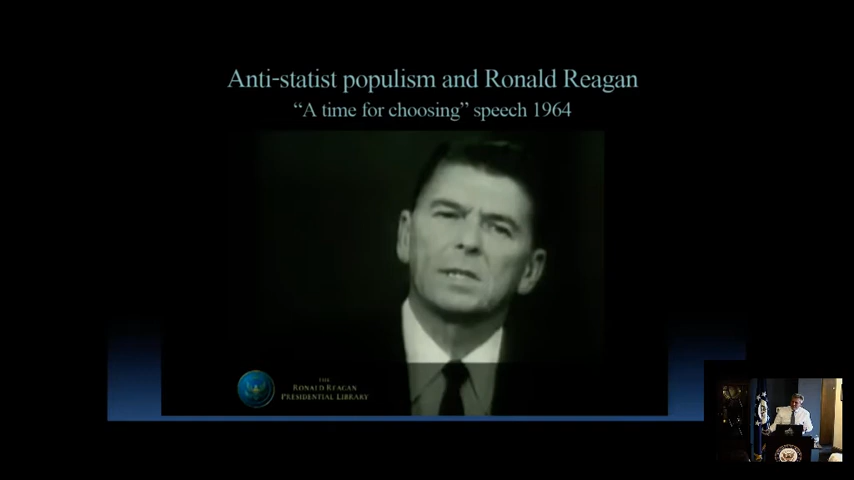 Anti-statist populism and Ronald Reagan
“A time for choosing” speech 1964
THE
RONALD REAGAN
PRESIDENTIAL LIBRARY